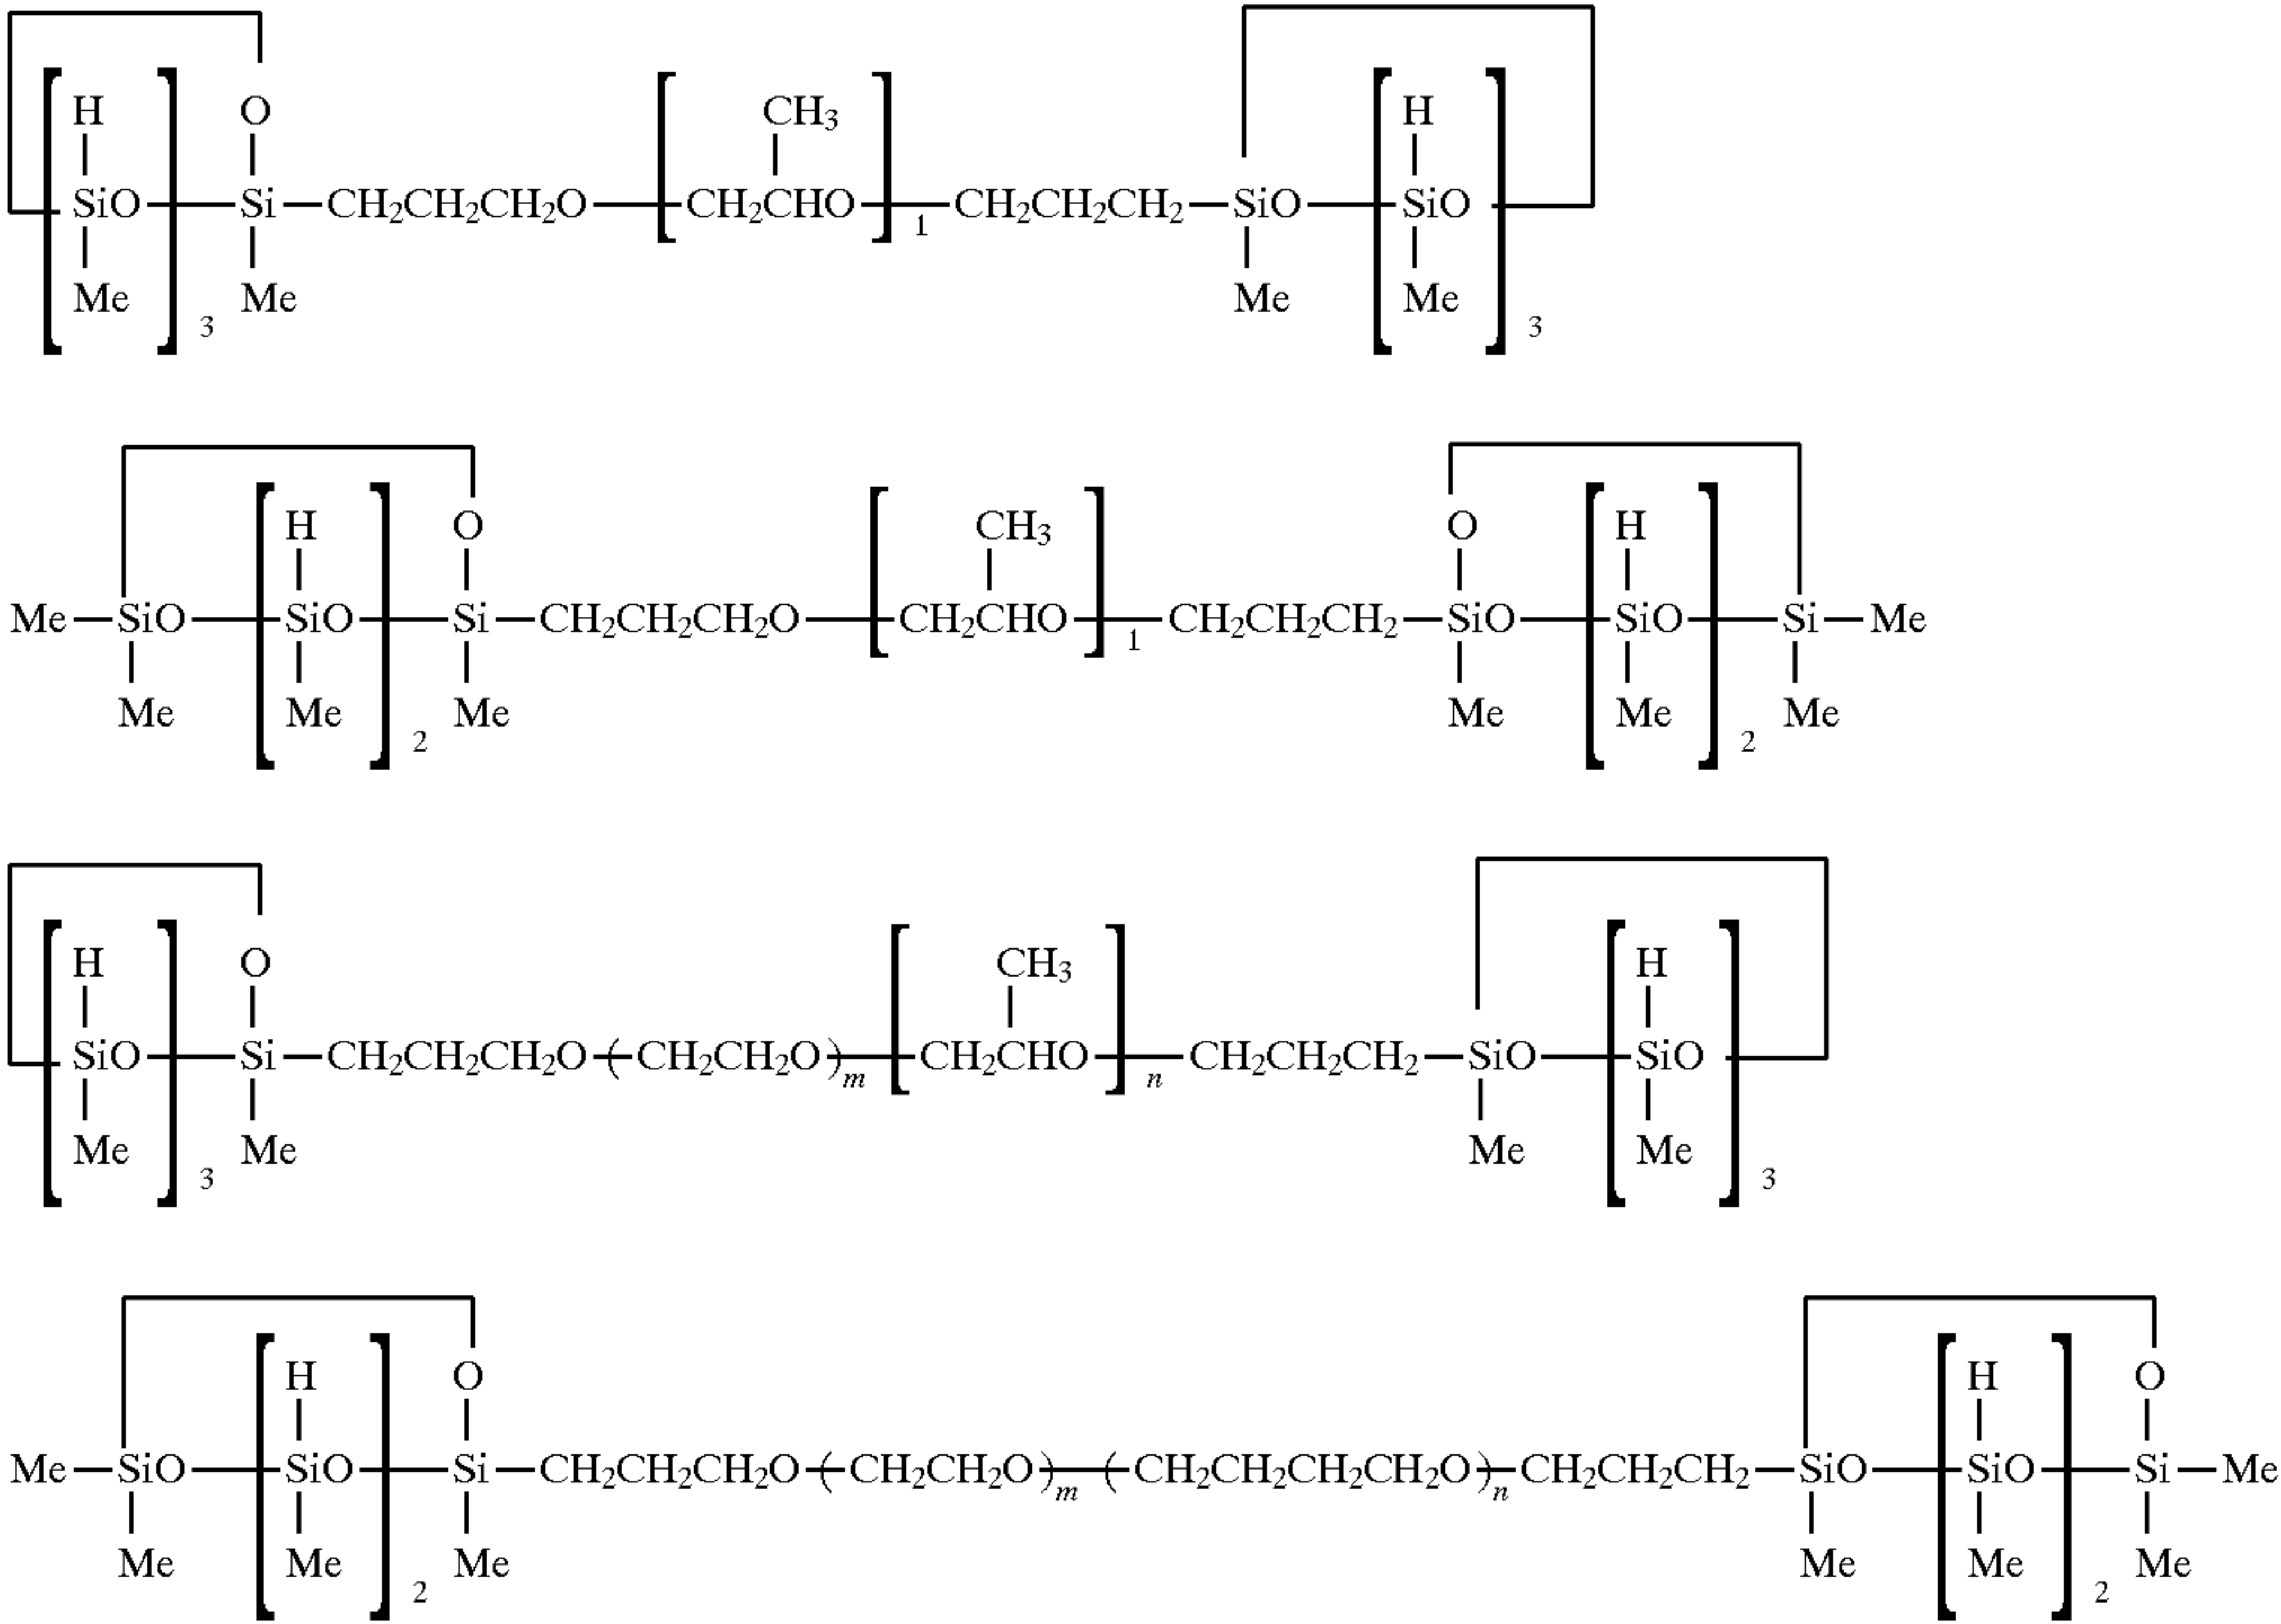 H O CH3 H
SiO Si CH2CH2CH2O CH2CHO 1 CH2CH2CH2 SiO SiO
Me 3 Me Me Me 3
H O CH3 O H
Me SiO SiO Si CH2CH2CH2O CH2CHO 1 CH2CH2CH2 SiO SiO Si Me
Me Me 2 Me Me Me 2 Me
H O CH3 H
SiO Si CH2CH2CH2O (CH2CH2O)m CH2CHO n CH2CH2CH2 SiO SiO
Me 3 Me Me Me 3
H O H O
Me SiO SiO Si CH2CH2CH2O (CH2CH2O)m (CH2CH2CH2CH2O)n CH2CH2CH2 SiO SiO Si Me
Me Me 2 Me Me Me 2 Me